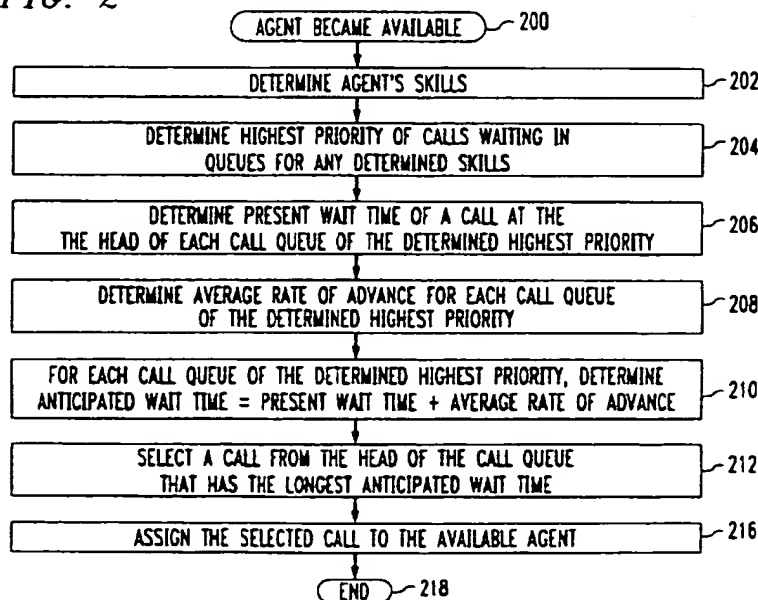 FIG. 2
AGENT BECAME AVAILABLE 200
DETERMINE AGENT'S SKILLS 202
DETERMINE HIGHEST PRIORITY OF CALLS WAITING IN
QUEUES FOR ANY DETERMINED SKILLS 204
DETERMINE PRESENT WAIT TIME OF A CALL AT THE
THE HEAD OF EACH CALL QUEUE OF THE DETERMINED HIGHEST PRIORITY 206
DETERMINE AVERAGE RATE OF ADVANCE FOR EACH CALL QUEUE
OF THE DETERMINED HIGHEST PRIORITY 208
FOR EACH CALL QUEUE OF THE DETERMINED HIGHEST PRIORITY, DETERMINE
ANTICIPATED WAIT TIME = PRESENT WAIT TIME + AVERAGE RATE OF ADVANCE 210
SELECT A CALL FROM THE HEAD OF THE CALL QUEUE
THAT HAS THE LONGEST ANTICIPATED WAIT TIME 212
ASSIGN THE SELECTED CALL TO THE AVAILABLE AGENT 216
END 218